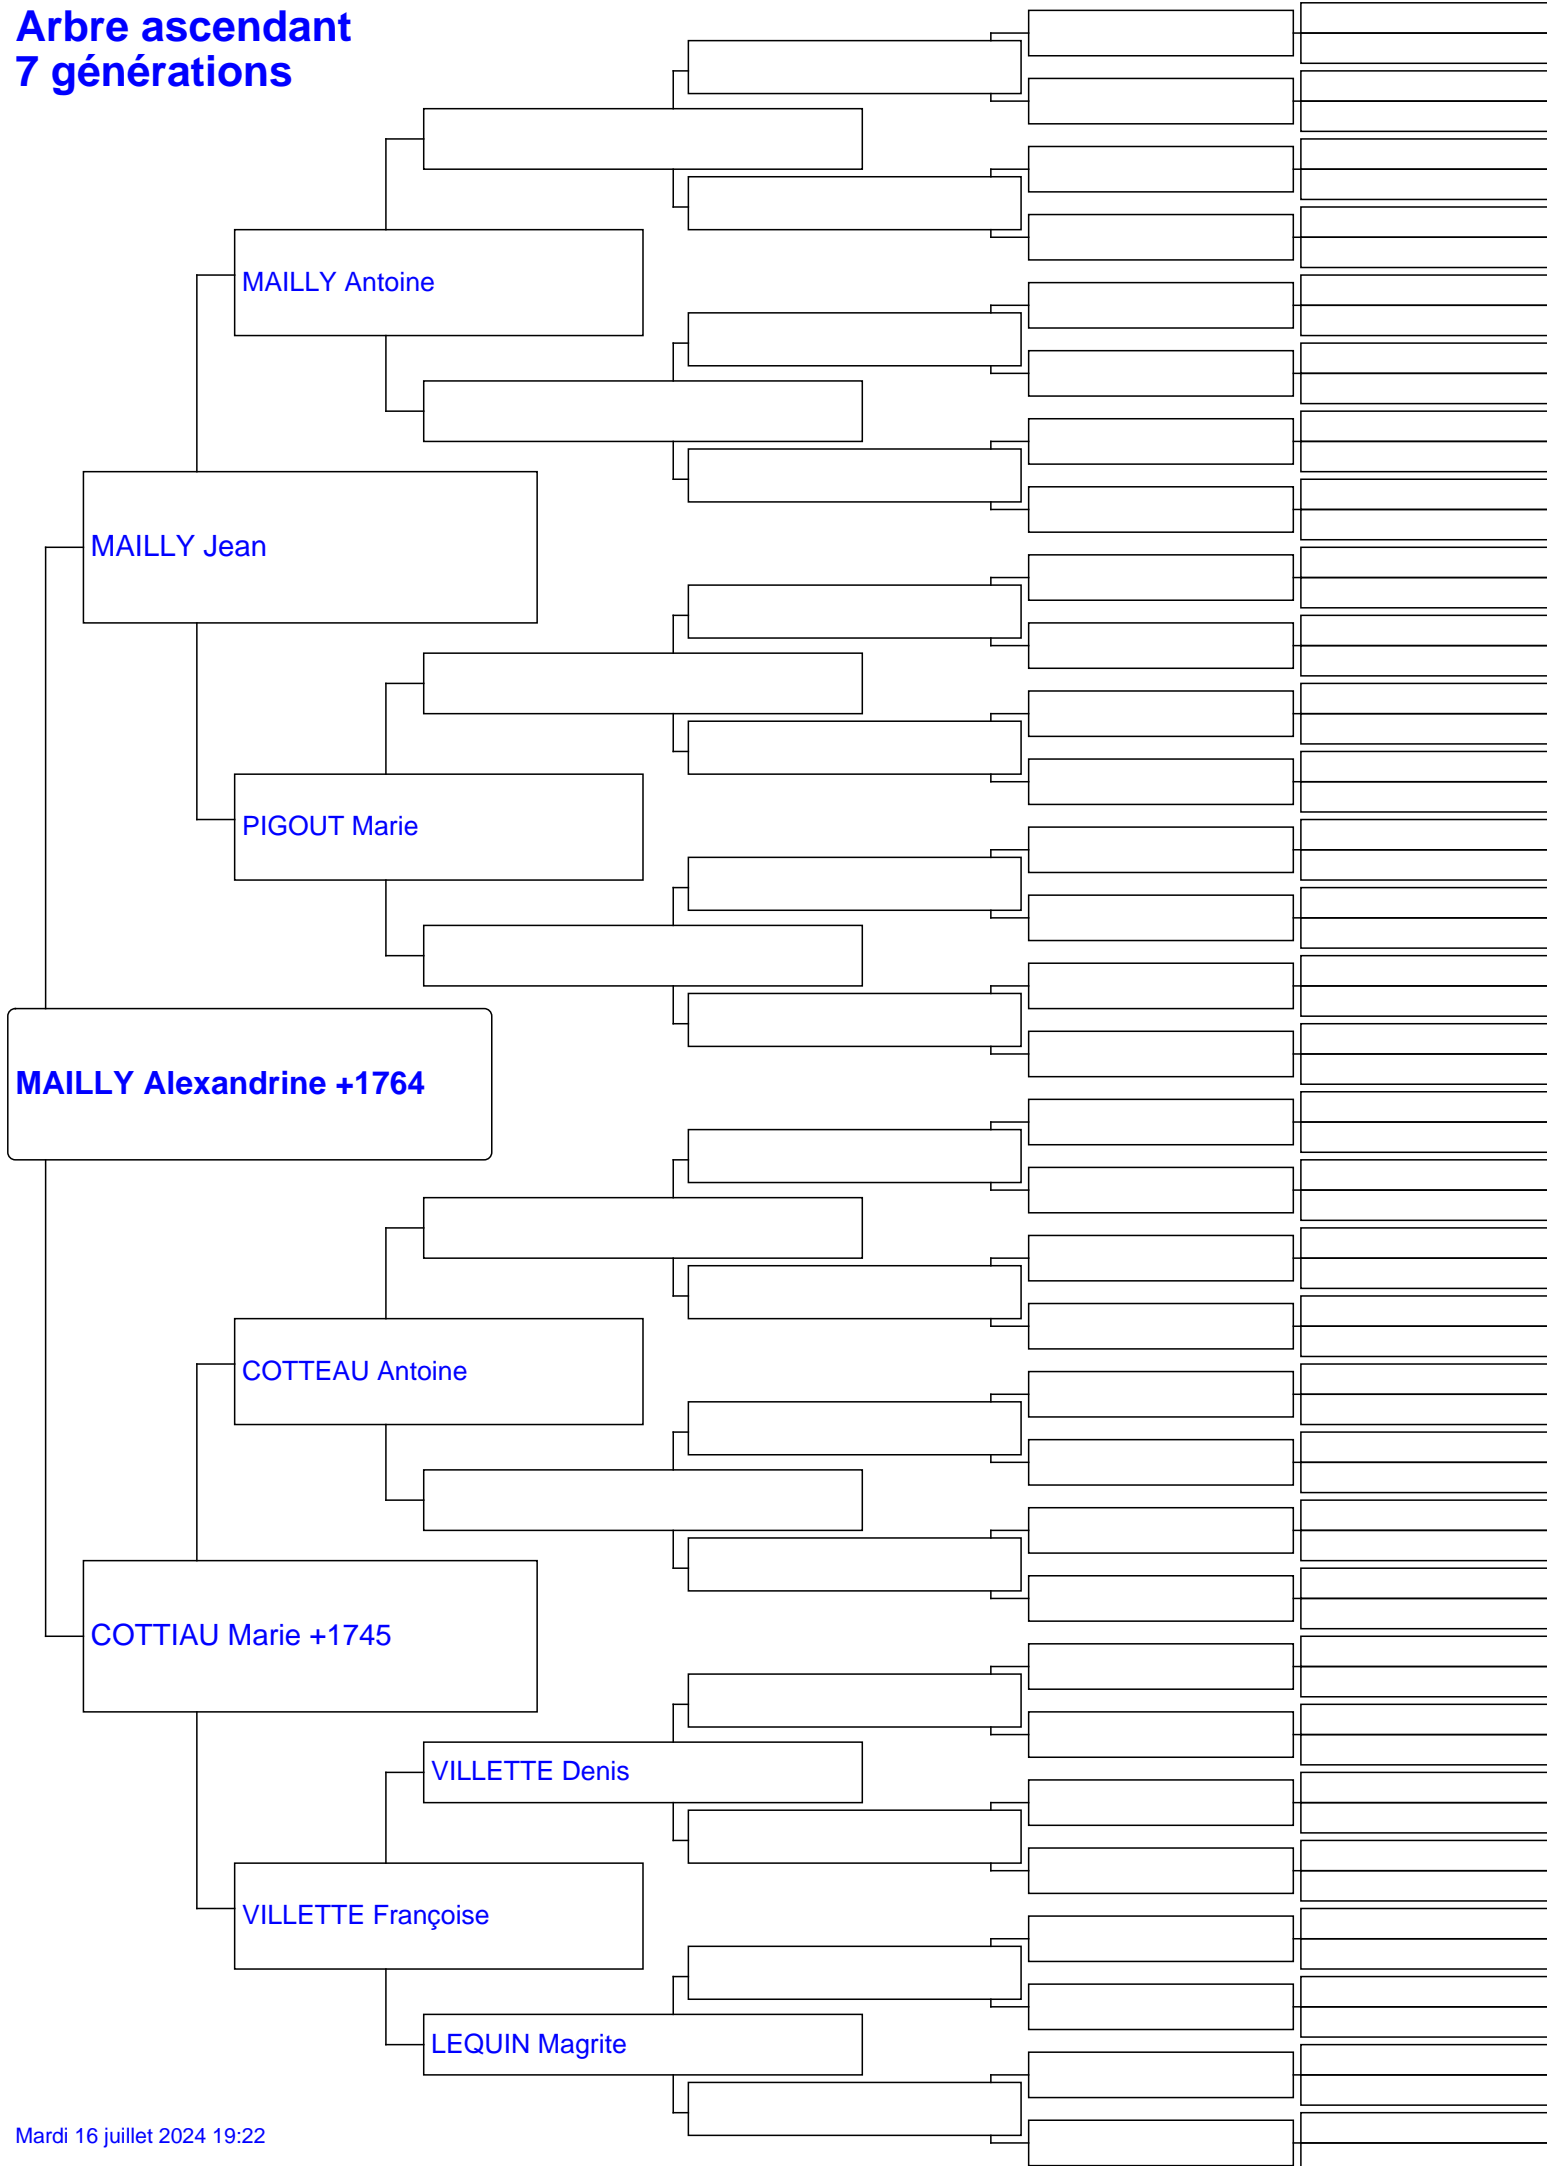 Arbre ascendant
7 générations
MAILLY Antoine
MAILLY Jean
PIGOUT Marie
MAILLY Alexandrine +1764
COTTEAU Antoine
COTTIAU Marie +1745
VILLETTE Denis
VILLETTE Françoise
LEQUIN Magrite
Mardi 16 juillet 2024 19:22